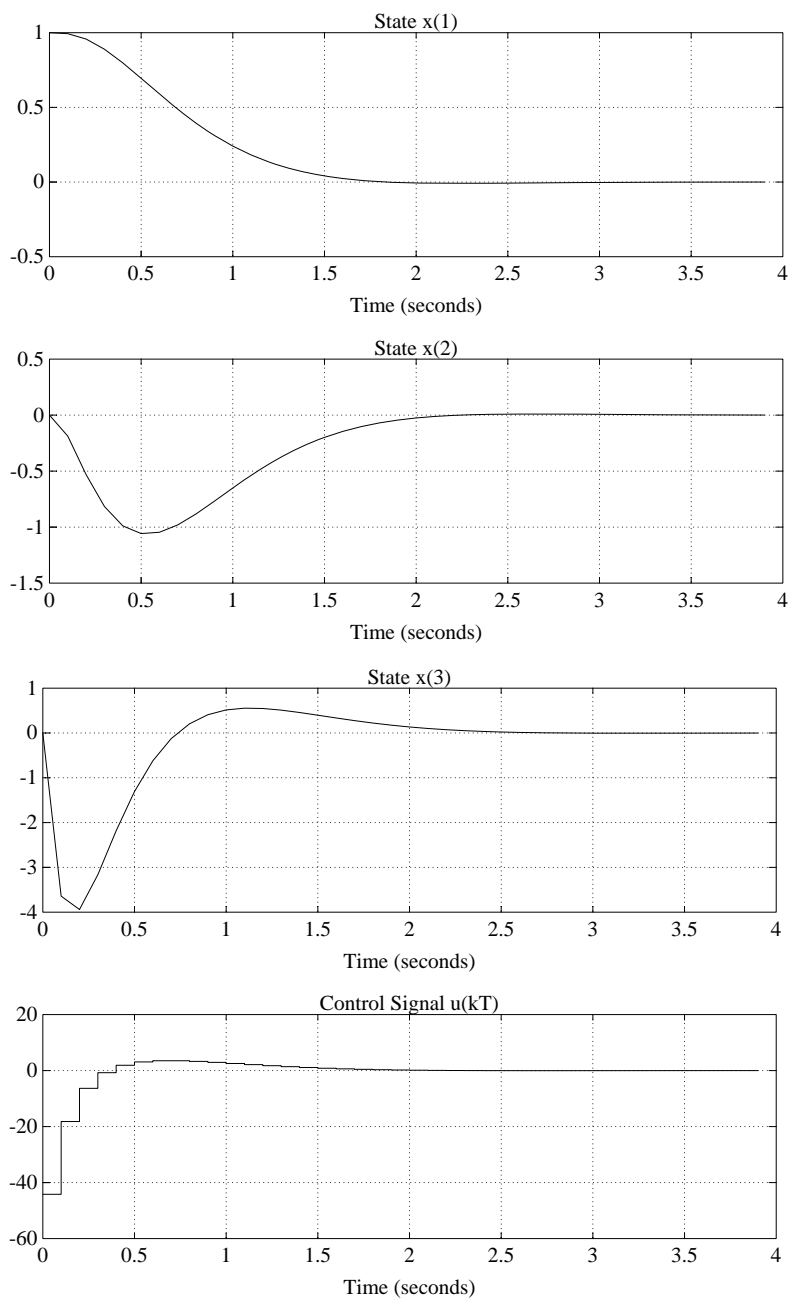 State x(1)
1
0.5
0
-0.5
0 0.5 1 1.5 2 2.5 3 3.5 4
Time (seconds)
State x(2)
0.5
0
-0.5
-1
-1.5
0 0.5 1 1.5 2 2.5 3 3.5 4
Time (seconds)
State x(3)
1
0
-1
-2
-3
-4
0 0.5 1 1.5 2 2.5 3 3.5 4
Time (seconds)
Control Signal u(kT)
20
0
-20
-40
-60
0 0.5 1 1.5 2 2.5 3 3.5 4
Time (seconds)